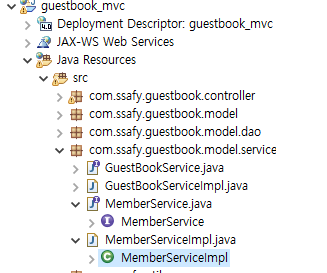 guestbook_mvc
Deployment Descriptor: guestbook_mvc
JAX-WS Web Services
Java Resources
src
com.ssafy.guestbook.controller
com.ssafy.guestbook.model
com.ssafy.guestbook.model.dao
com.ssafy.guestbook.model.service
GuestBookService.java
GuestBookServiceImpl.java
MemberService.java
MemberService
MemberServiceImpl.java
MemberServiceImpl